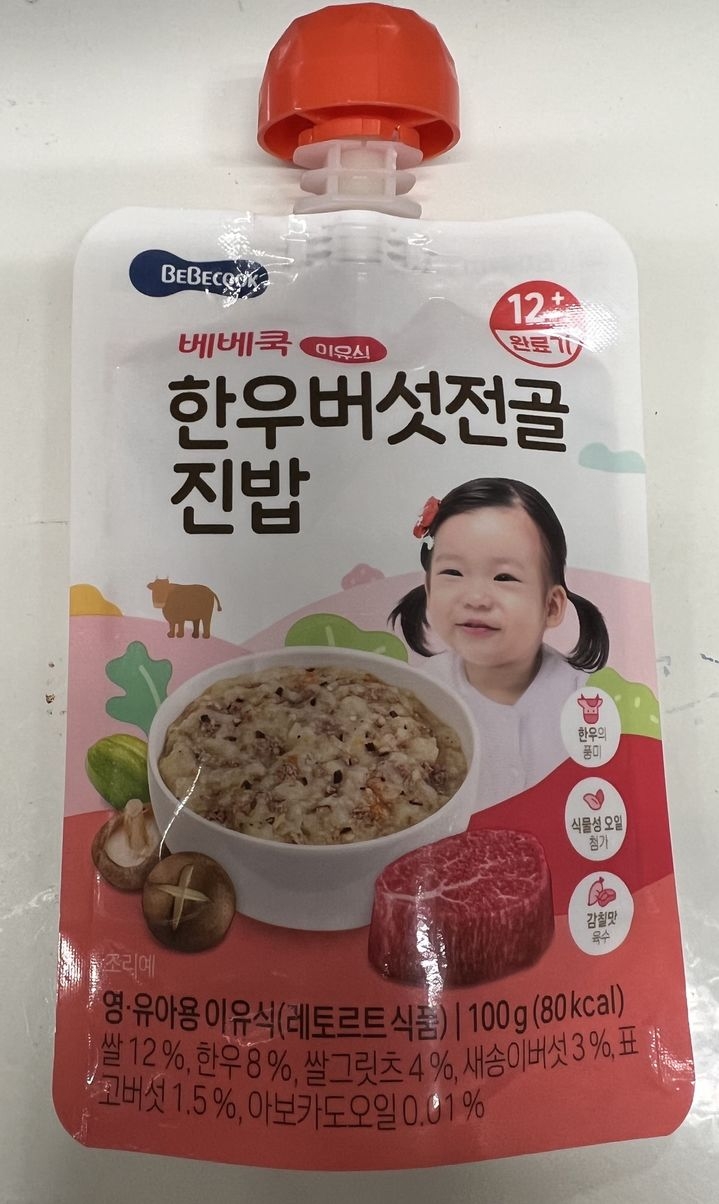 BEBECOOK
12+
완료기
베베쿡 이유식
한우버섯전골
진밥
한우의
풍미
식물성 오일
첨가
감칠맛
육수
조리예
영·유아용 이유식(레토르트 식품) | 100 g (80 kcal)
쌀 12 %, 한우 8 %, 쌀그릿츠 4 %, 새송이버섯 3 %, 표
고버섯 1.5 %, 아보카도오일 0.01 %